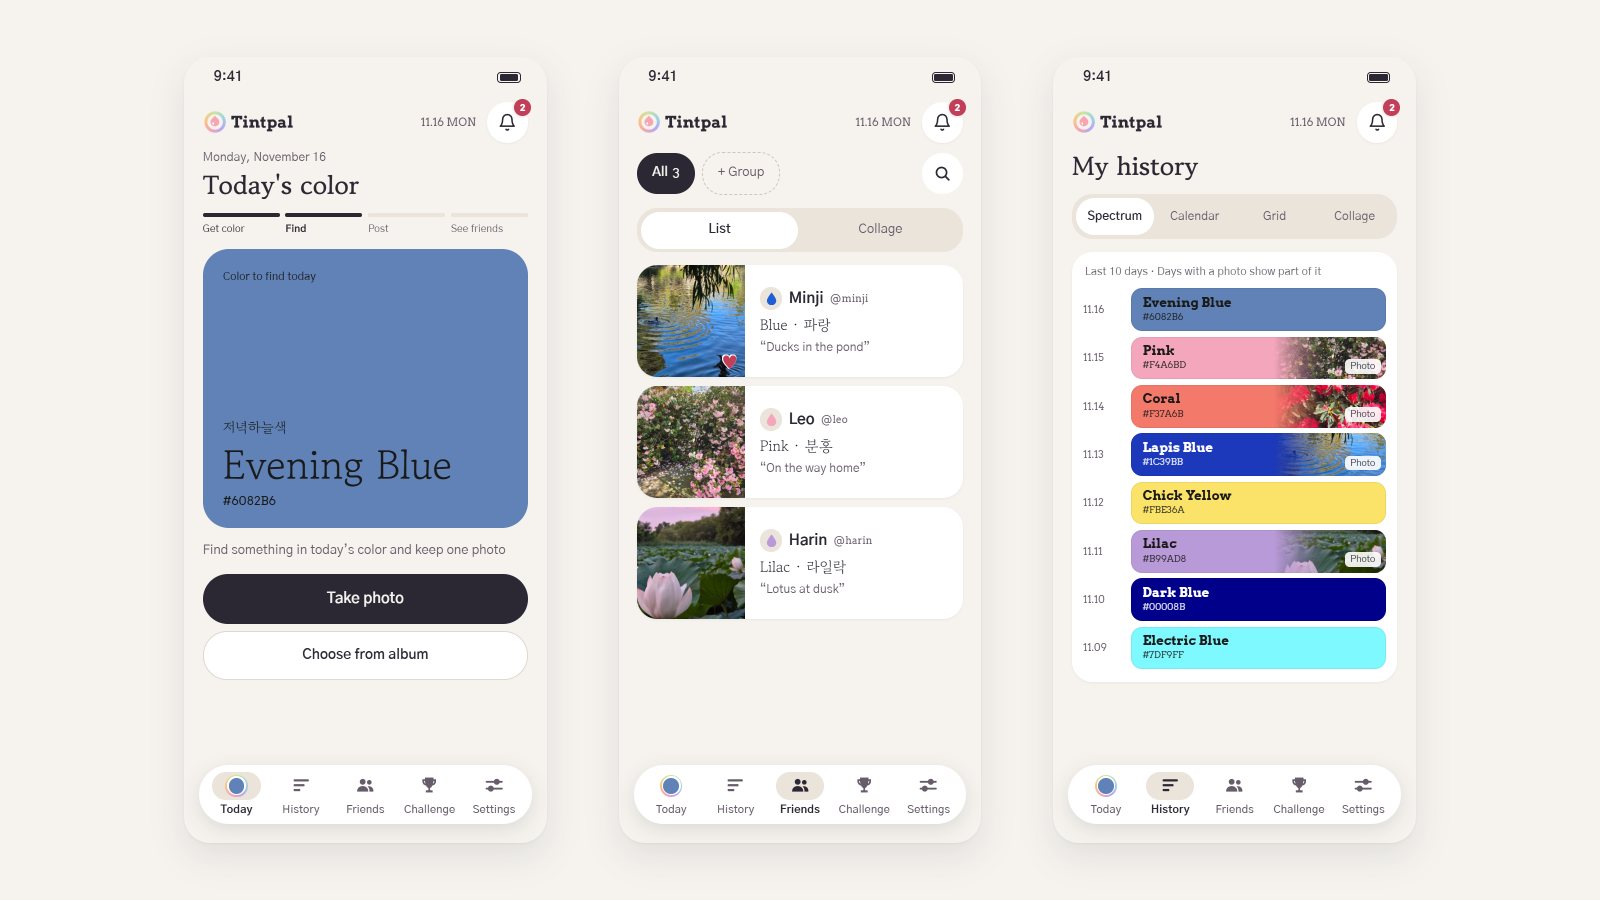 9:41
Tintpal
11.16 MON
2
Monday, November 16
Today's color
Get color
Find
Post
See friends
Color to find today
저녁하늘색
Evening Blue
#6082B6
Find something in today’s color and keep one photo
Take photo
Choose from album
Today
History
Friends
Challenge
Settings
9:41
Tintpal
11.16 MON
2
All 3
+ Group
List
Collage
Minji @minji
Blue · 파랑
“Ducks in the pond”
Leo @leo
Pink · 분홍
“On the way home”
Harin @harin
Lilac · 라일락
“Lotus at dusk”
Today
History
Friends
Challenge
Settings
9:41
Tintpal
11.16 MON
2
My history
Spectrum
Calendar
Grid
Collage
Last 10 days · Days with a photo show part of it
11.16
Evening Blue
#6082B6
11.15
Pink
#F4A6BD
Photo
11.14
Coral
#F37A6B
Photo
11.13
Lapis Blue
#1C39BB
Photo
11.12
Chick Yellow
#FBE36A
11.11
Lilac
#B99AD8
Photo
11.10
Dark Blue
#00008B
11.09
Electric Blue
#7DF9FF
Today
History
Friends
Challenge
Settings